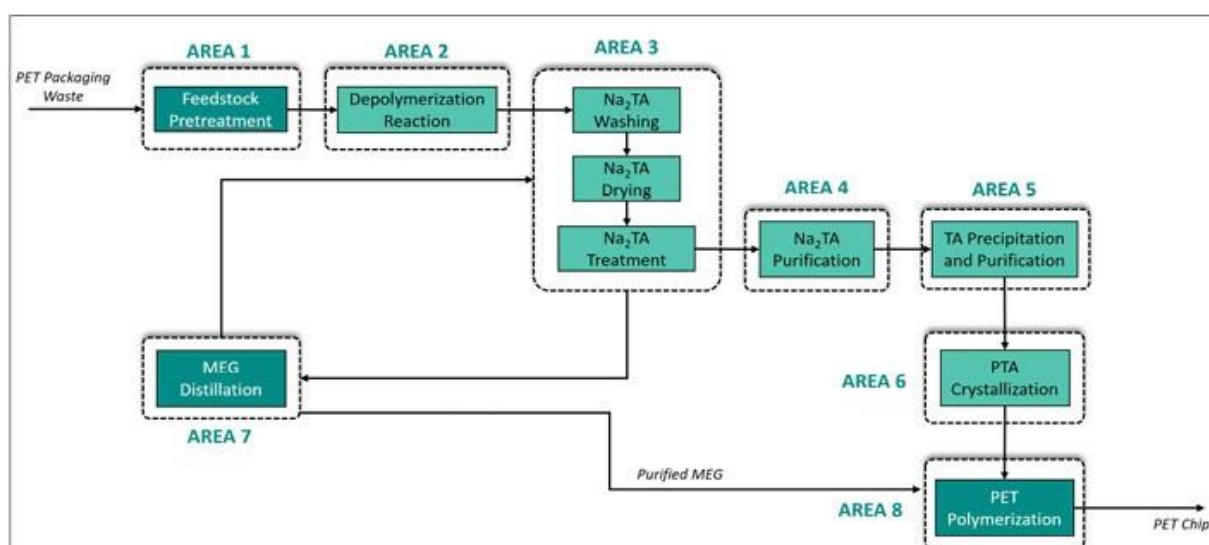 AREA 1
AREA 2
AREA 3
PET Packaging
Waste
Feedstock
Pretreatment
Depolymerization
Reaction
Na₂TA
Washing
Na₂TA
Drying
Na₂TA
Treatment
AREA 4
AREA 5
Na₂TA
Purification
TA Precipitation
and Purification
MEG
Distillation
AREA 7
PTA
Crystallization
AREA 6
Purified MEG
AREA 8
PET
Polymerization
PET Chip